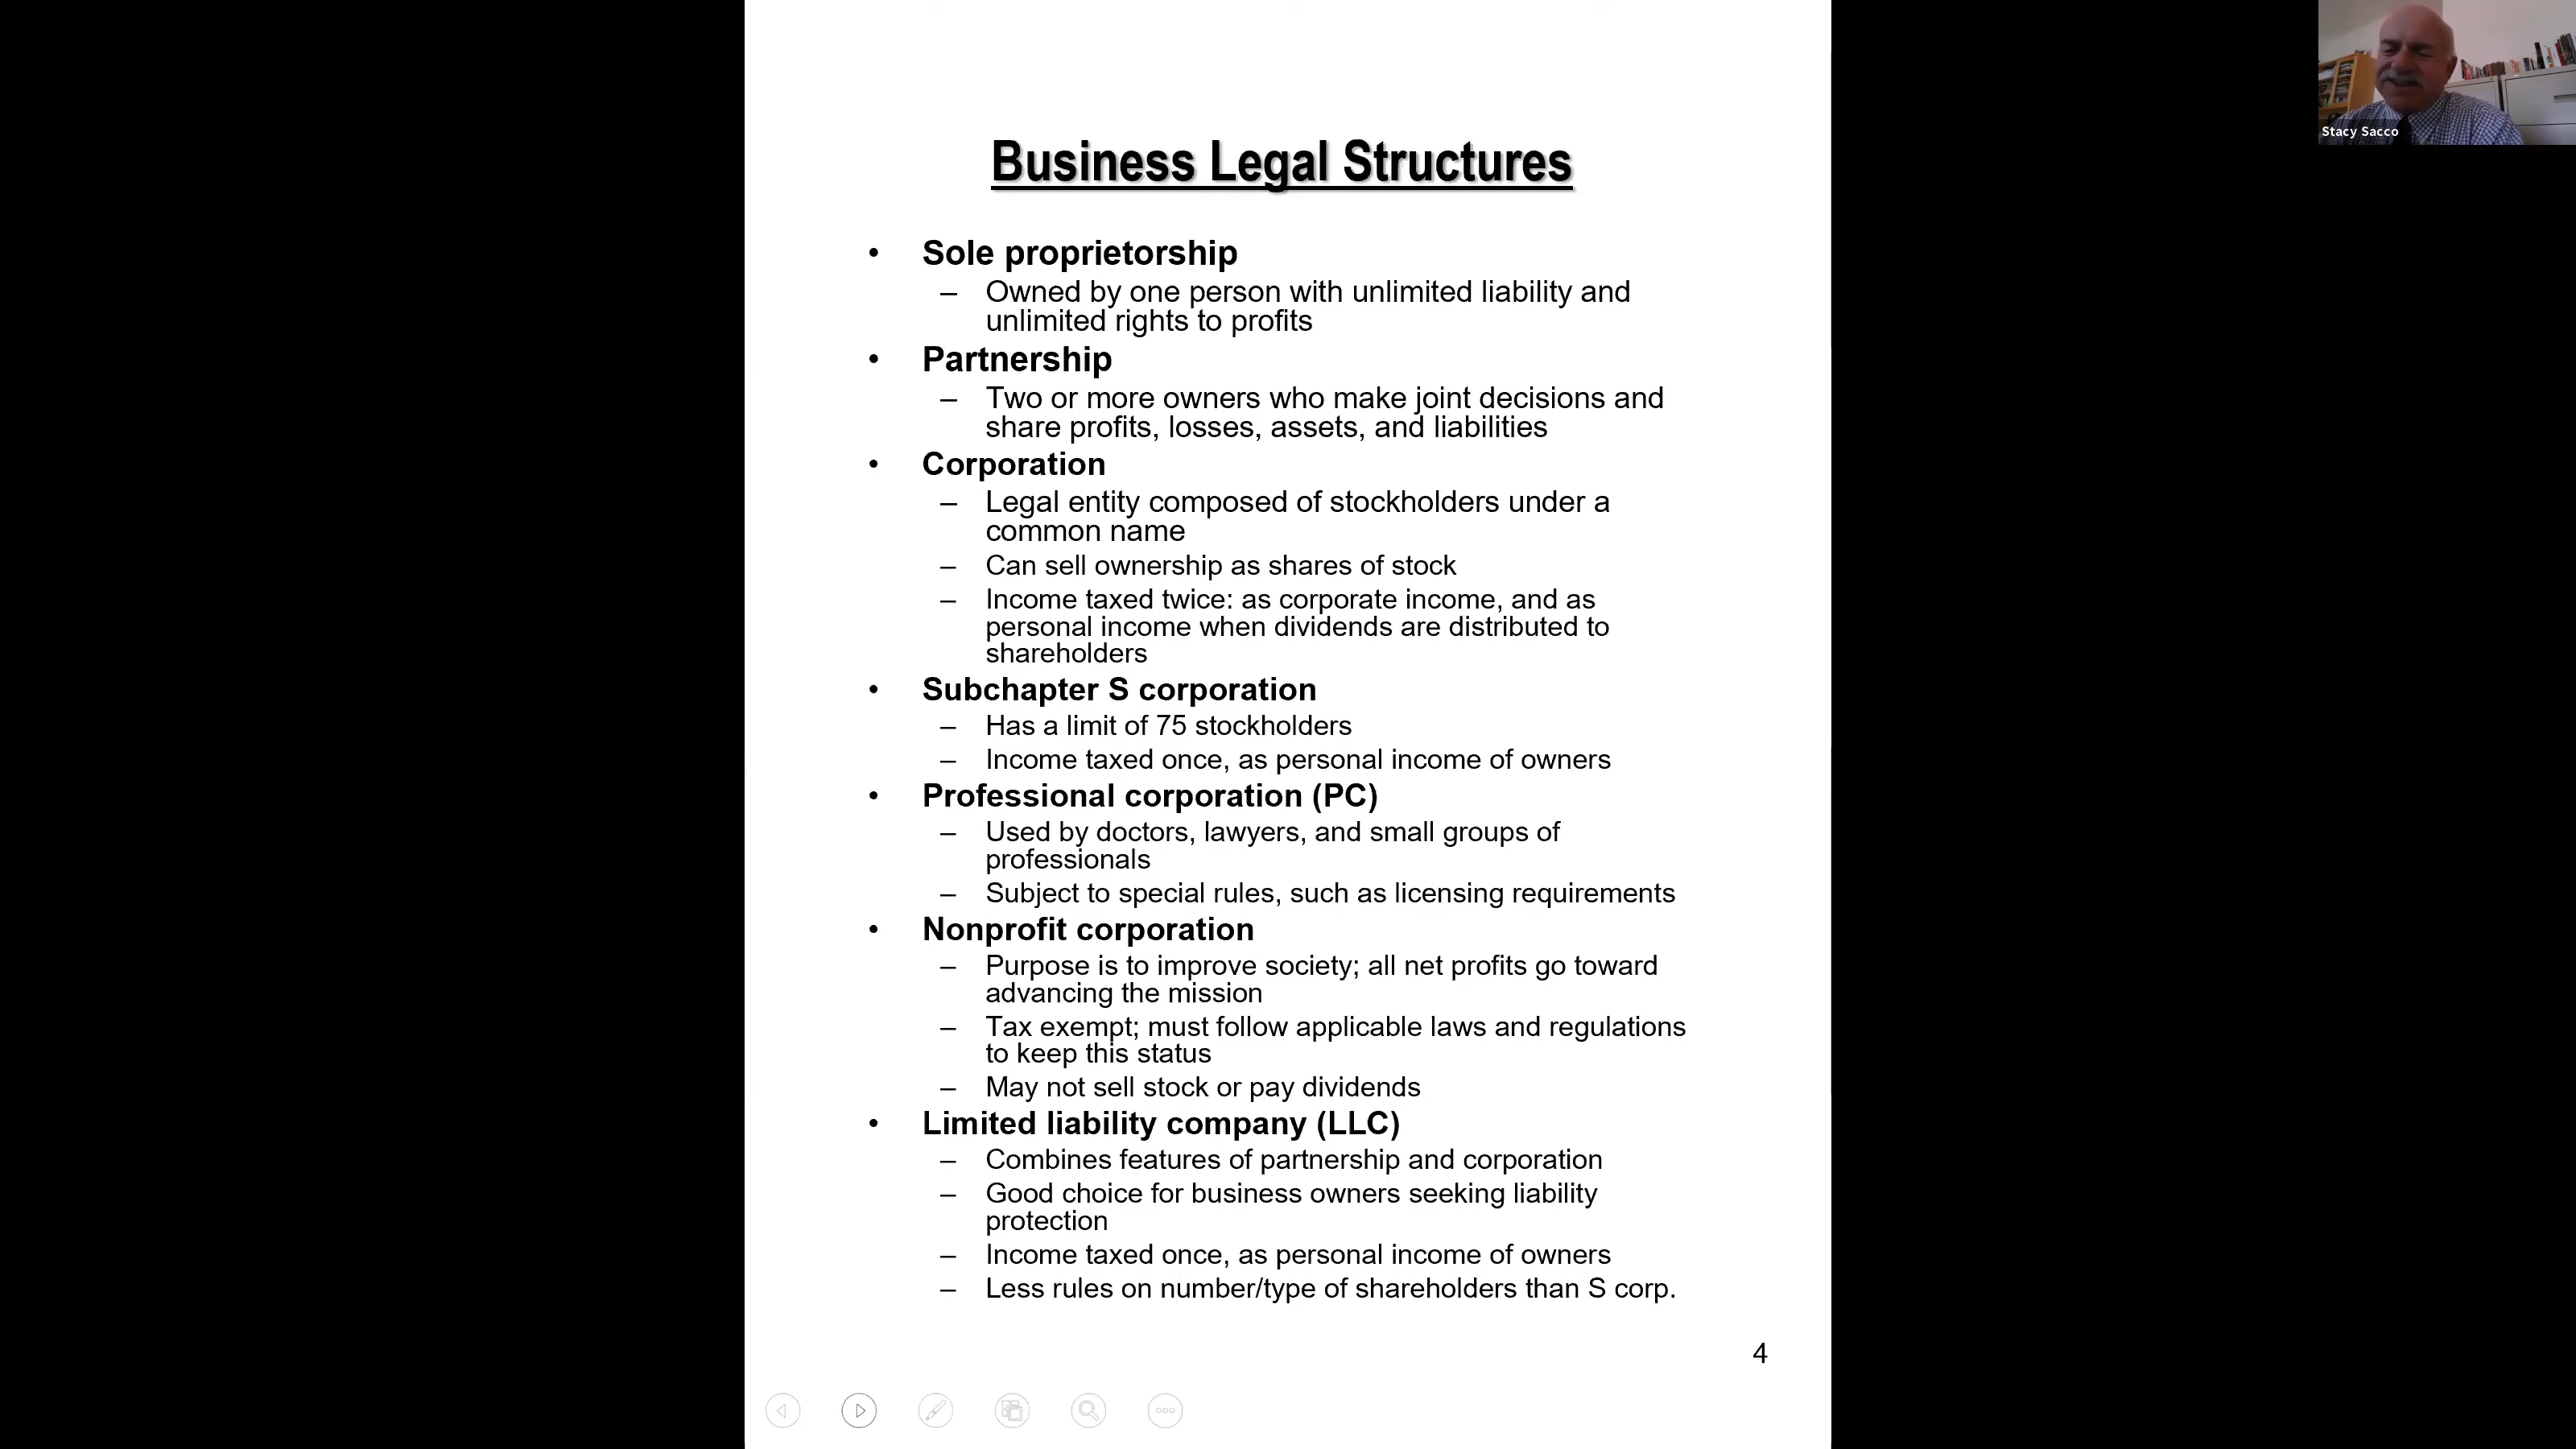 Business Legal Structures
• Sole proprietorship
– Owned by one person with unlimited liability and
unlimited rights to profits
• Partnership
– Two or more owners who make joint decisions and
share profits, losses, assets, and liabilities
• Corporation
– Legal entity composed of stockholders under a
common name
– Can sell ownership as shares of stock
– Income taxed twice: as corporate income, and as
personal income when dividends are distributed to
shareholders
• Subchapter S corporation
– Has a limit of 75 stockholders
– Income taxed once, as personal income of owners
• Professional corporation (PC)
– Used by doctors, lawyers, and small groups of
professionals
– Subject to special rules, such as licensing requirements
• Nonprofit corporation
– Purpose is to improve society; all net profits go toward
advancing the mission
– Tax exempt; must follow applicable laws and regulations
to keep this status
– May not sell stock or pay dividends
• Limited liability company (LLC)
– Combines features of partnership and corporation
– Good choice for business owners seeking liability
protection
– Income taxed once, as personal income of owners
– Less rules on number/type of shareholders than S corp.
4
Stacy Sacco